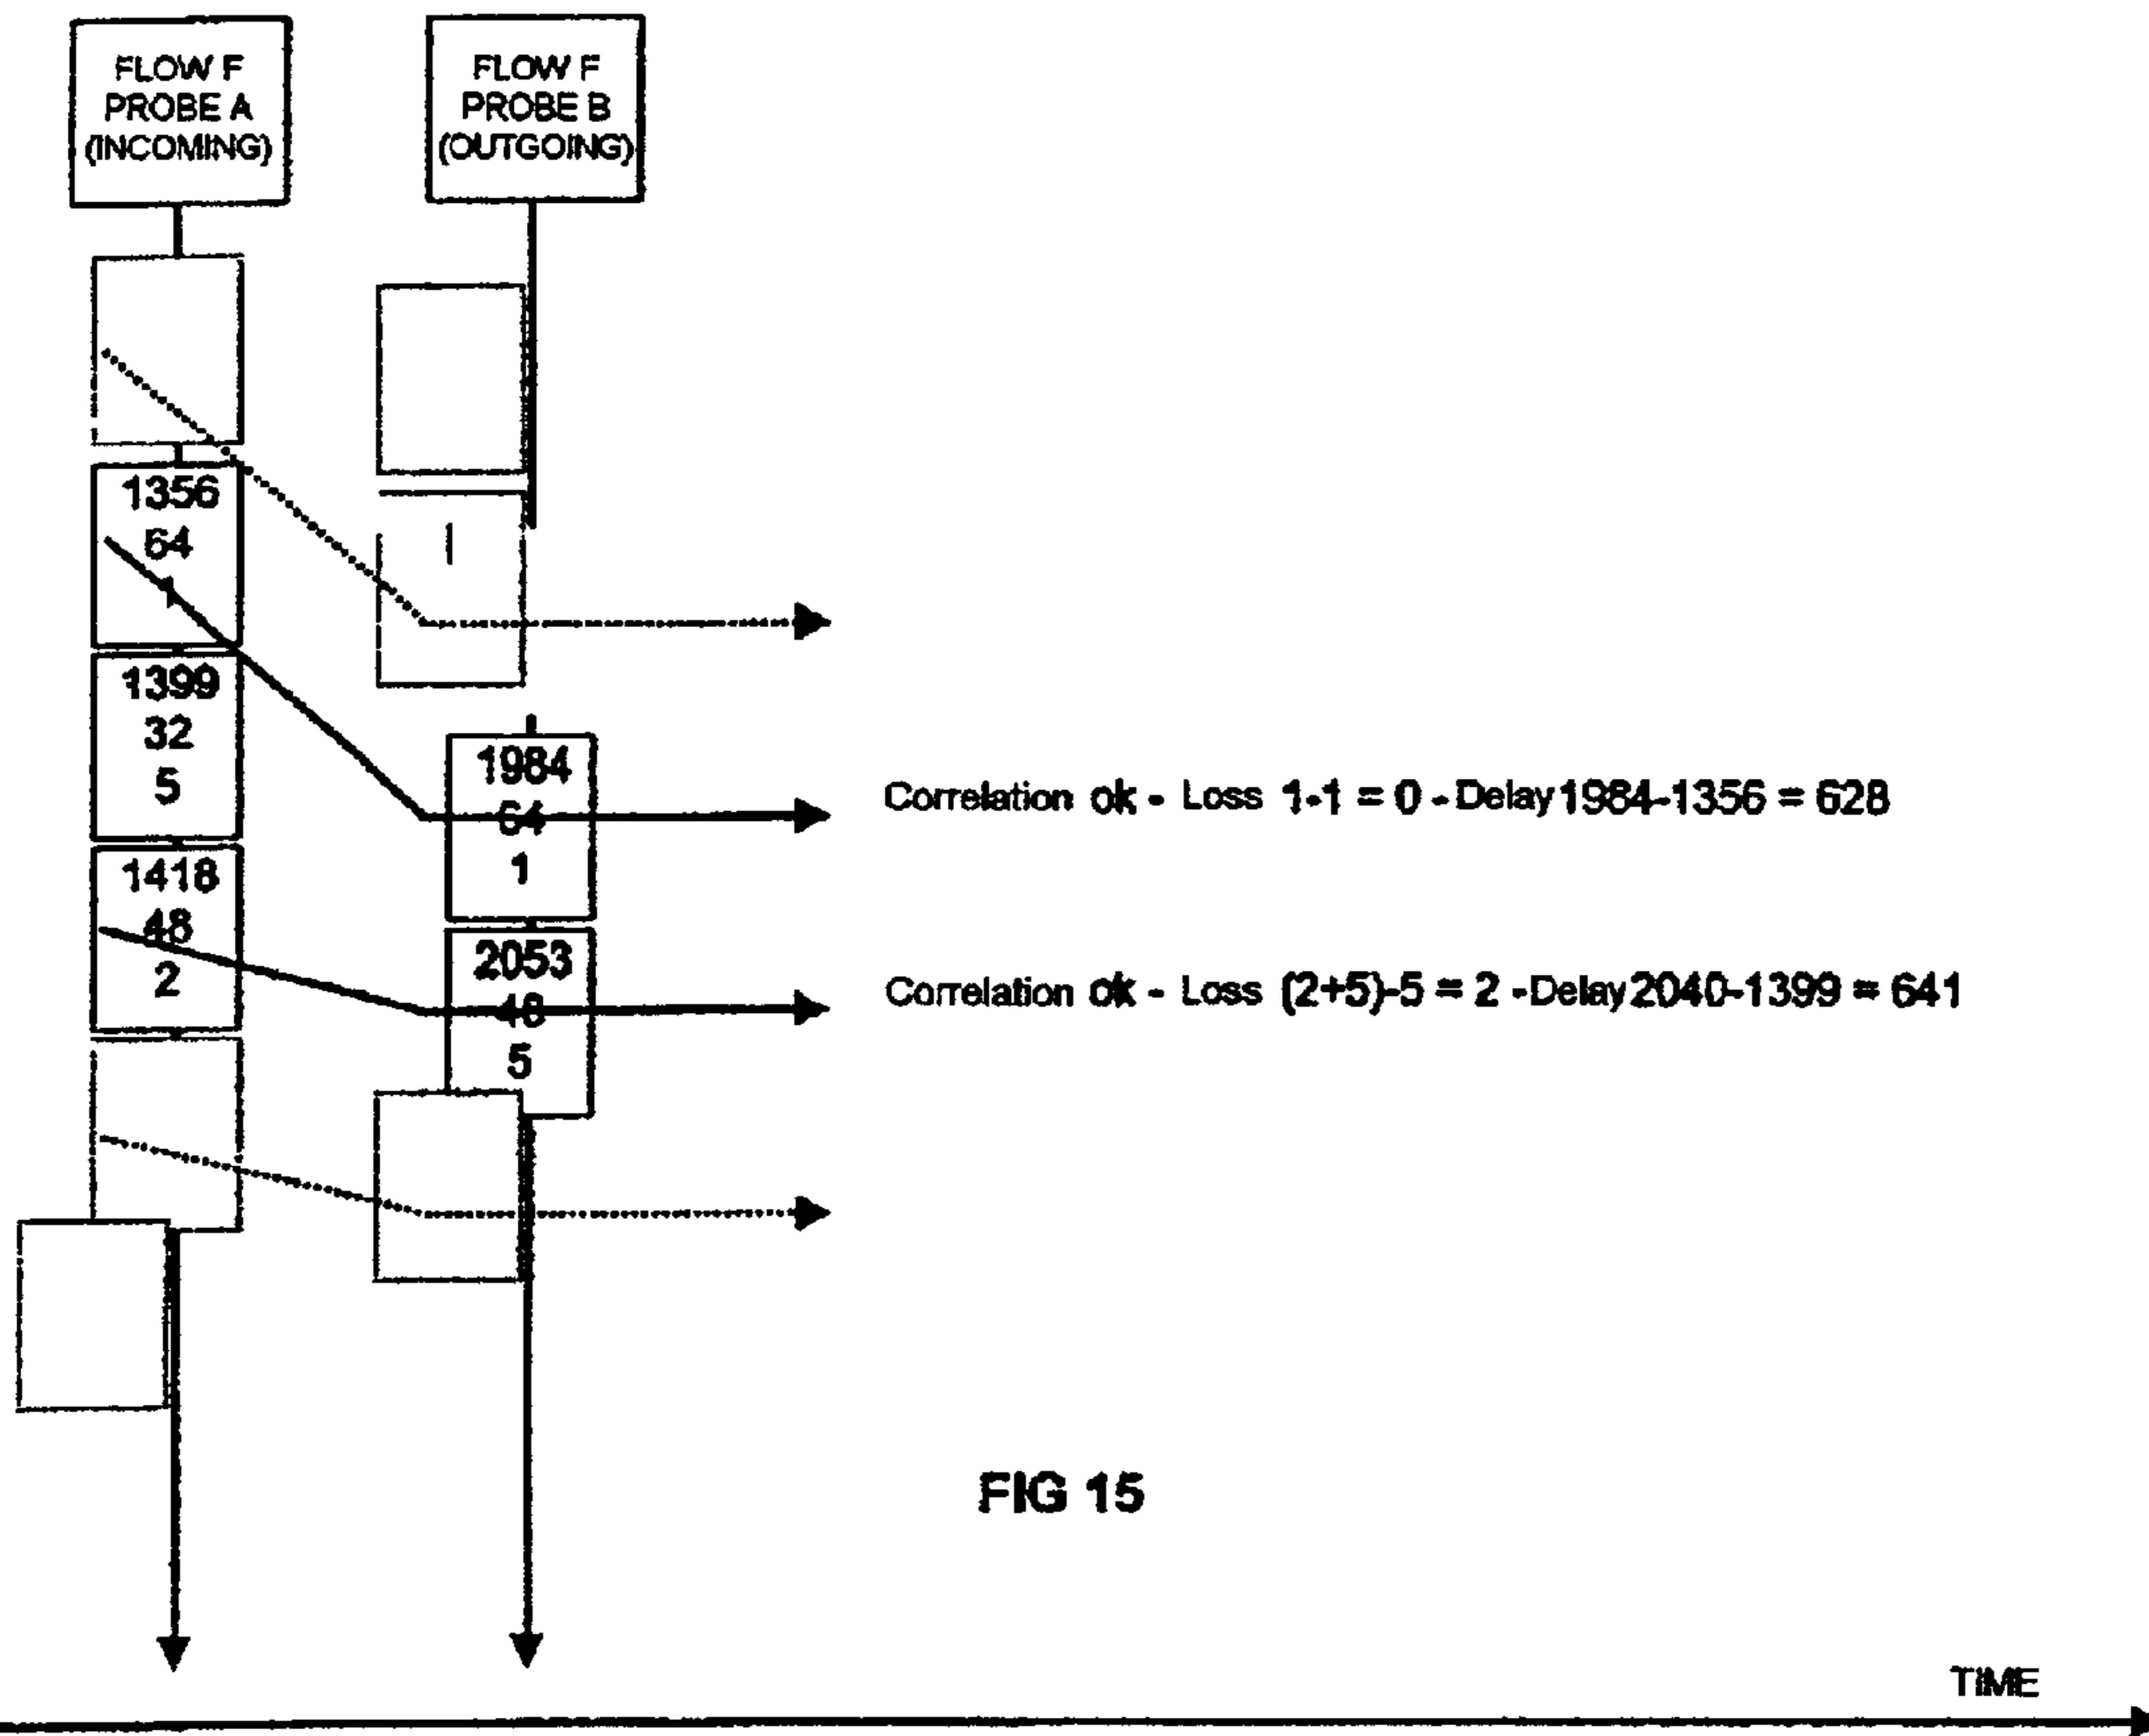 FLOW F
PROBE A
(INCOMING)
FLOW F
PROBE B
(OUTGOING)
1356
64
1399
32
5
1418
48
2
1
1984
64
1
2053
48
5
Correlation ok - Loss 1-1 = 0 - Delay 1984-1356 = 628
Correlation ok - Loss (2+5)-5 = 2 - Delay 2040-1399 = 641
FIG 15
TIME